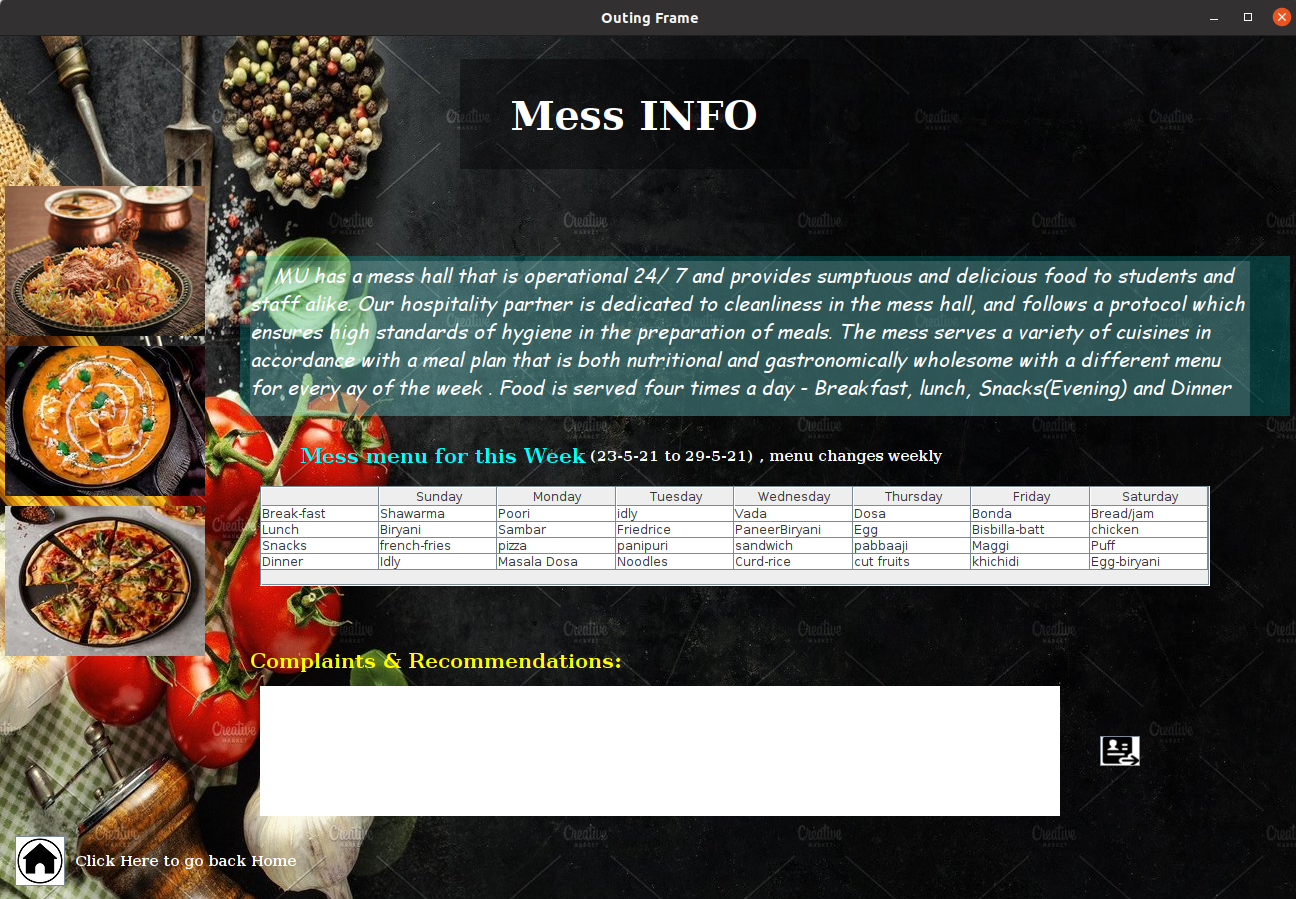 Outing Frame
Mess INFO
MU has a mess hall that is operational 24/ 7 and provides sumptuous and delicious food to students and
staff alike. Our hospitality partner is dedicated to cleanliness in the mess hall, and follows a protocol which
ensures high standards of hygiene in the preparation of meals. The mess serves a variety of cuisines in
accordance with a meal plan that is both nutritional and gastronomically wholesome with a different menu
for every ay of the week . Food is served four times a day - Breakfast, lunch, Snacks(Evening) and Dinner
Mess menu for this Week (23-5-21 to 29-5-21) , menu changes weekly
Sunday Monday Tuesday Wednesday Thursday Friday Saturday
Break-fast Shawarma Poori idly Vada Dosa Bonda Bread/jam
Lunch Biryani Sambar Friedrice PaneerBiryani Egg Bisbilla-batt chicken
Snacks french-fries pizza panipuri sandwich pabbaaji Maggi Puff
Dinner Idly Masala Dosa Noodles Curd-rice cut fruits khichidi Egg-biryani
Complaints & Recommendations:
Click Here to go back Home
Creative MARKET